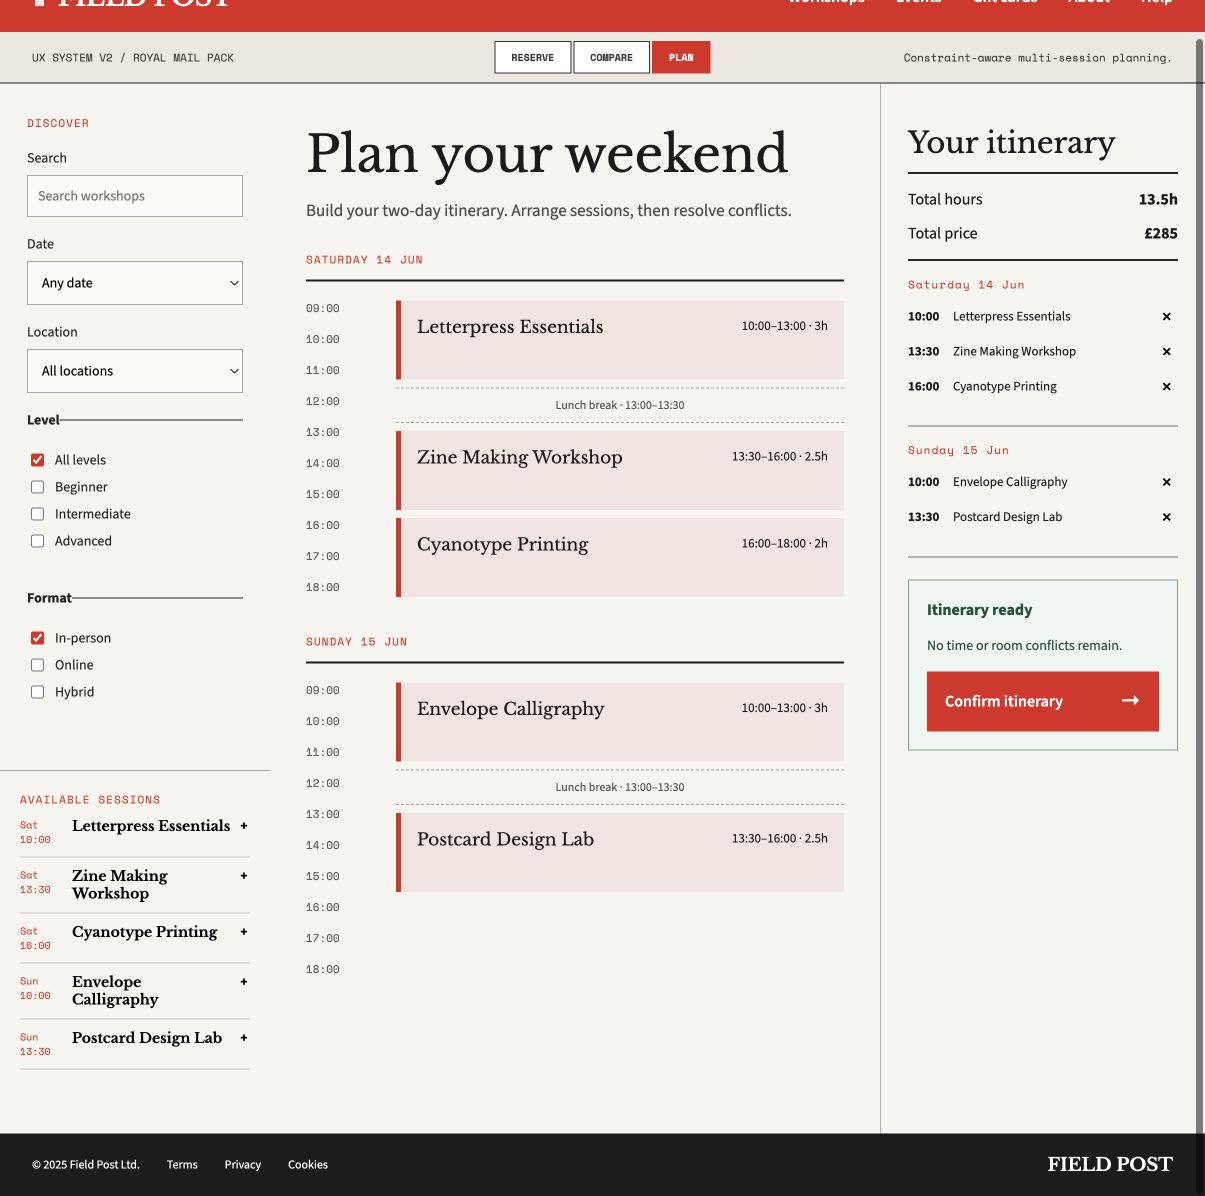 FIELD POST
Workshops Events Gift cards About Help
UX SYSTEM V2 / ROYAL MAIL PACK
RESERVE COMPARE PLAN
Constraint-aware multi-session planning.
DISCOVER
Search
Search workshops
Date
Any date
Location
All locations
Level
All levels
Beginner
Intermediate
Advanced
Format
In-person
Online
Hybrid
AVAILABLE SESSIONS
Sat
10:00
Letterpress Essentials +
Sat
13:30
Zine Making
Workshop
+
Sat
16:00
Cyanotype Printing +
Sun
10:00
Envelope
Calligraphy
+
Sun
13:30
Postcard Design Lab +
Plan your weekend
Build your two-day itinerary. Arrange sessions, then resolve conflicts.
SATURDAY 14 JUN
09:00
10:00
11:00
12:00
13:00
14:00
15:00
16:00
17:00
18:00
Letterpress Essentials 10:00–13:00 · 3h
Lunch break · 13:00–13:30
Zine Making Workshop 13:30–16:00 · 2.5h
Cyanotype Printing 16:00–18:00 · 2h
SUNDAY 15 JUN
09:00
10:00
11:00
12:00
13:00
14:00
15:00
16:00
17:00
18:00
Envelope Calligraphy 10:00–13:00 · 3h
Lunch break · 13:00–13:30
Postcard Design Lab 13:30–16:00 · 2.5h
Your itinerary
Total hours 13.5h
Total price £285
Saturday 14 Jun
10:00 Letterpress Essentials ×
13:30 Zine Making Workshop ×
16:00 Cyanotype Printing ×
Sunday 15 Jun
10:00 Envelope Calligraphy ×
13:30 Postcard Design Lab ×
Itinerary ready
No time or room conflicts remain.
Confirm itinerary →
© 2025 Field Post Ltd. Terms Privacy Cookies
FIELD POST